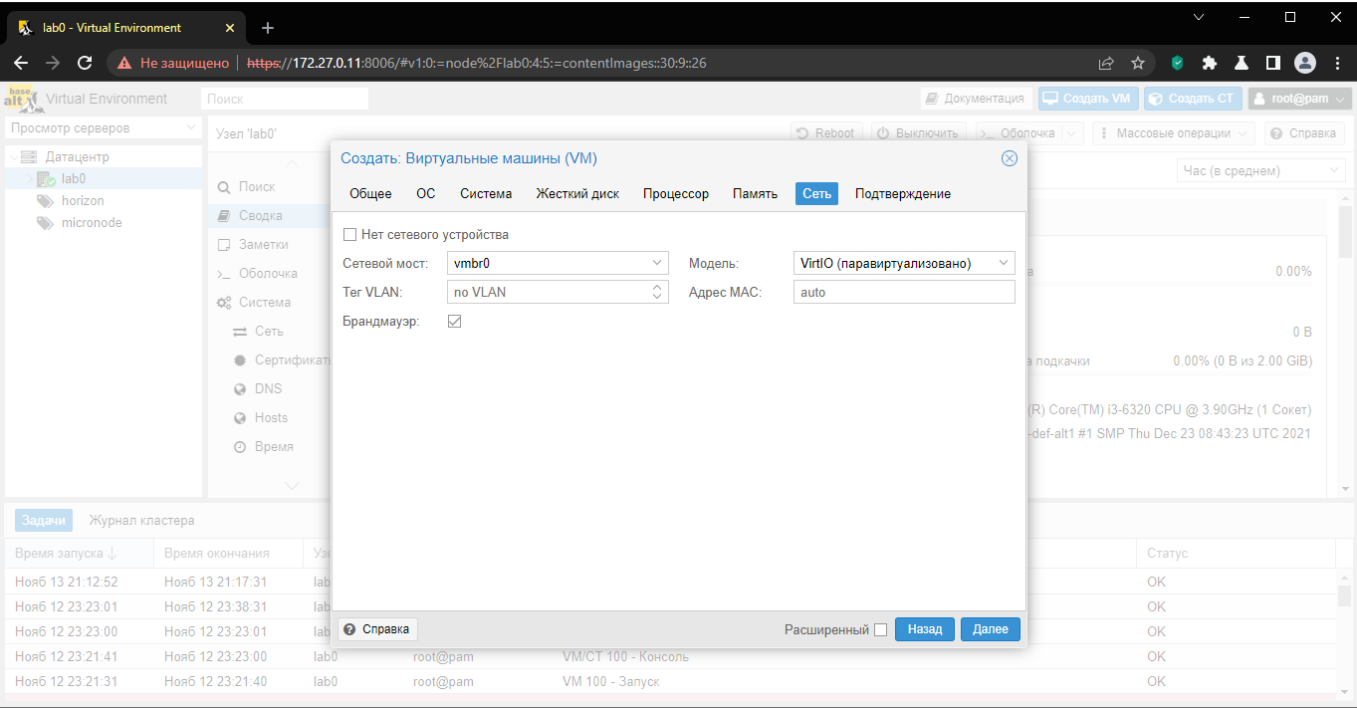 lab0 - Virtual Environment
Не защищено https://172.27.0.11:8006/#v1:0:=node%2Flab0:4:5:=contentImages::30:9::26
base alt Virtual Environment Поиск Документация Создать VM Создать CT root@pam
Просмотр серверов Узел 'lab0' Reboot Выключить >_ Оболочка Массовые операции Справка
Датацентр
lab0
horizon
micronode
Поиск
Сводка
Заметки
>_ Оболочка
Система
Сеть
Сертификаты
DNS
Hosts
Время
Час (в среднем)
Создать: Виртуальные машины (VM)
Общее ОС Система Жесткий диск Процессор Память Сеть Подтверждение
Нет сетевого устройства
Сетевой мост: vmbr0 Модель: VirtIO (паравиртуализовано)
Тег VLAN: no VLAN Адрес MAC: auto
Брандмауэр:
Справка Расширенный Назад Далее
а 0.00%
0 B
а подкачки 0.00% (0 B из 2.00 GiB)
(R) Core(TM) i3-6320 CPU @ 3.90GHz (1 Сокет)
-def-alt1 #1 SMP Thu Dec 23 08:43:23 UTC 2021
Задачи Журнал кластера
Время запуска ↓ Время окончания Уз Статус
Нояб 13 21:12:52 Нояб 13 21:17:31 lab OK
Нояб 12 23:23:01 Нояб 12 23:38:31 lab OK
Нояб 12 23:23:00 Нояб 12 23:23:01 lab OK
Нояб 12 23:21:41 Нояб 12 23:23:00 lab0 root@pam VM/CT 100 - Консоль OK
Нояб 12 23:21:31 Нояб 12 23:21:40 lab0 root@pam VM 100 - Запуск OK